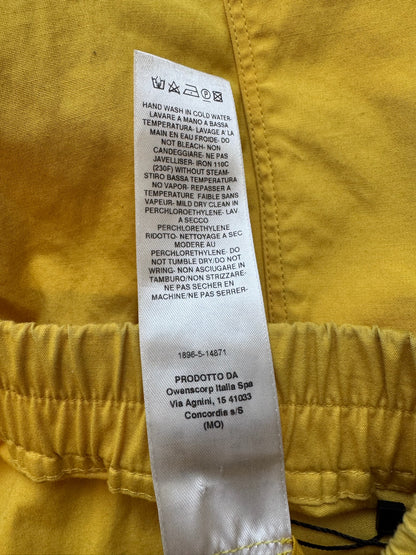 HAND WASH IN COLD WATER-
LAVARE A MANO A BASSA
TEMPERATURA- LAVAGE A'LA
MAIN EN EAU FROIDE- DO
NOT BLEACH- NON
CANDEGGIARE- NE PAS
JAVELLISER- IRON 110C
(230F) WITHOUT STEAM-
STIRO BASSA TEMPERATURA
NO VAPOR- REPASSER A
TEMPERATURE FAIBLE SANS
VAPEUR- MILD DRY CLEAN IN
PERCHLOROETHYLENE- LAV
A SECCO
PERCHLORETHYLENE
RIDOTTO- NETTOYAGE A SEC
MODERE AU
PERCHLOROETHYLENE- DO
NOT TUMBLE DRY/DO NOT
WRING- NON ASCIUGARE IN
TAMBURO/NON STRIZZARE-
NE PAS SECHER EN
MACHINE/NE PAS SERRER-
1896-5-14871
PRODOTTO DA
Owenscorp Italia Spa
Via Agnini, 15 41033
Concordia s/S
(MO)